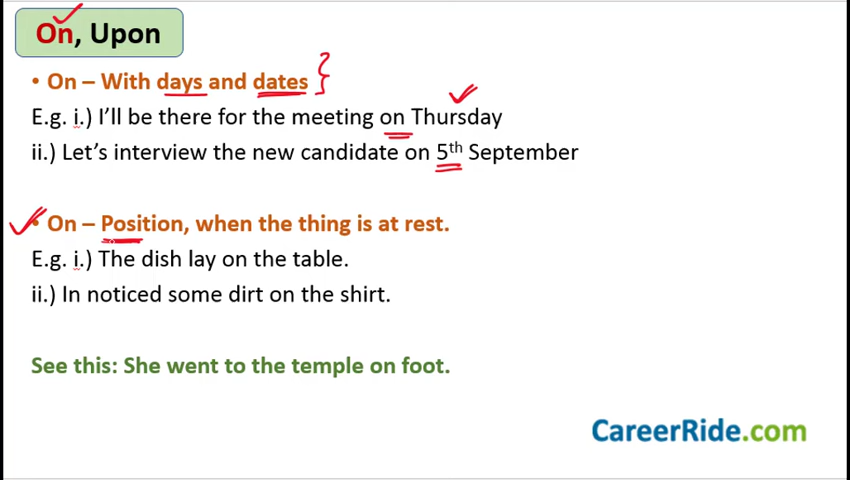 On, Upon
• On – With days and dates
E.g. i.) I'll be there for the meeting on Thursday
ii.) Let's interview the new candidate on 5th September
• On – Position, when the thing is at rest.
E.g. i.) The dish lay on the table.
ii.) In noticed some dirt on the shirt.
See this: She went to the temple on foot.
CareerRide.com